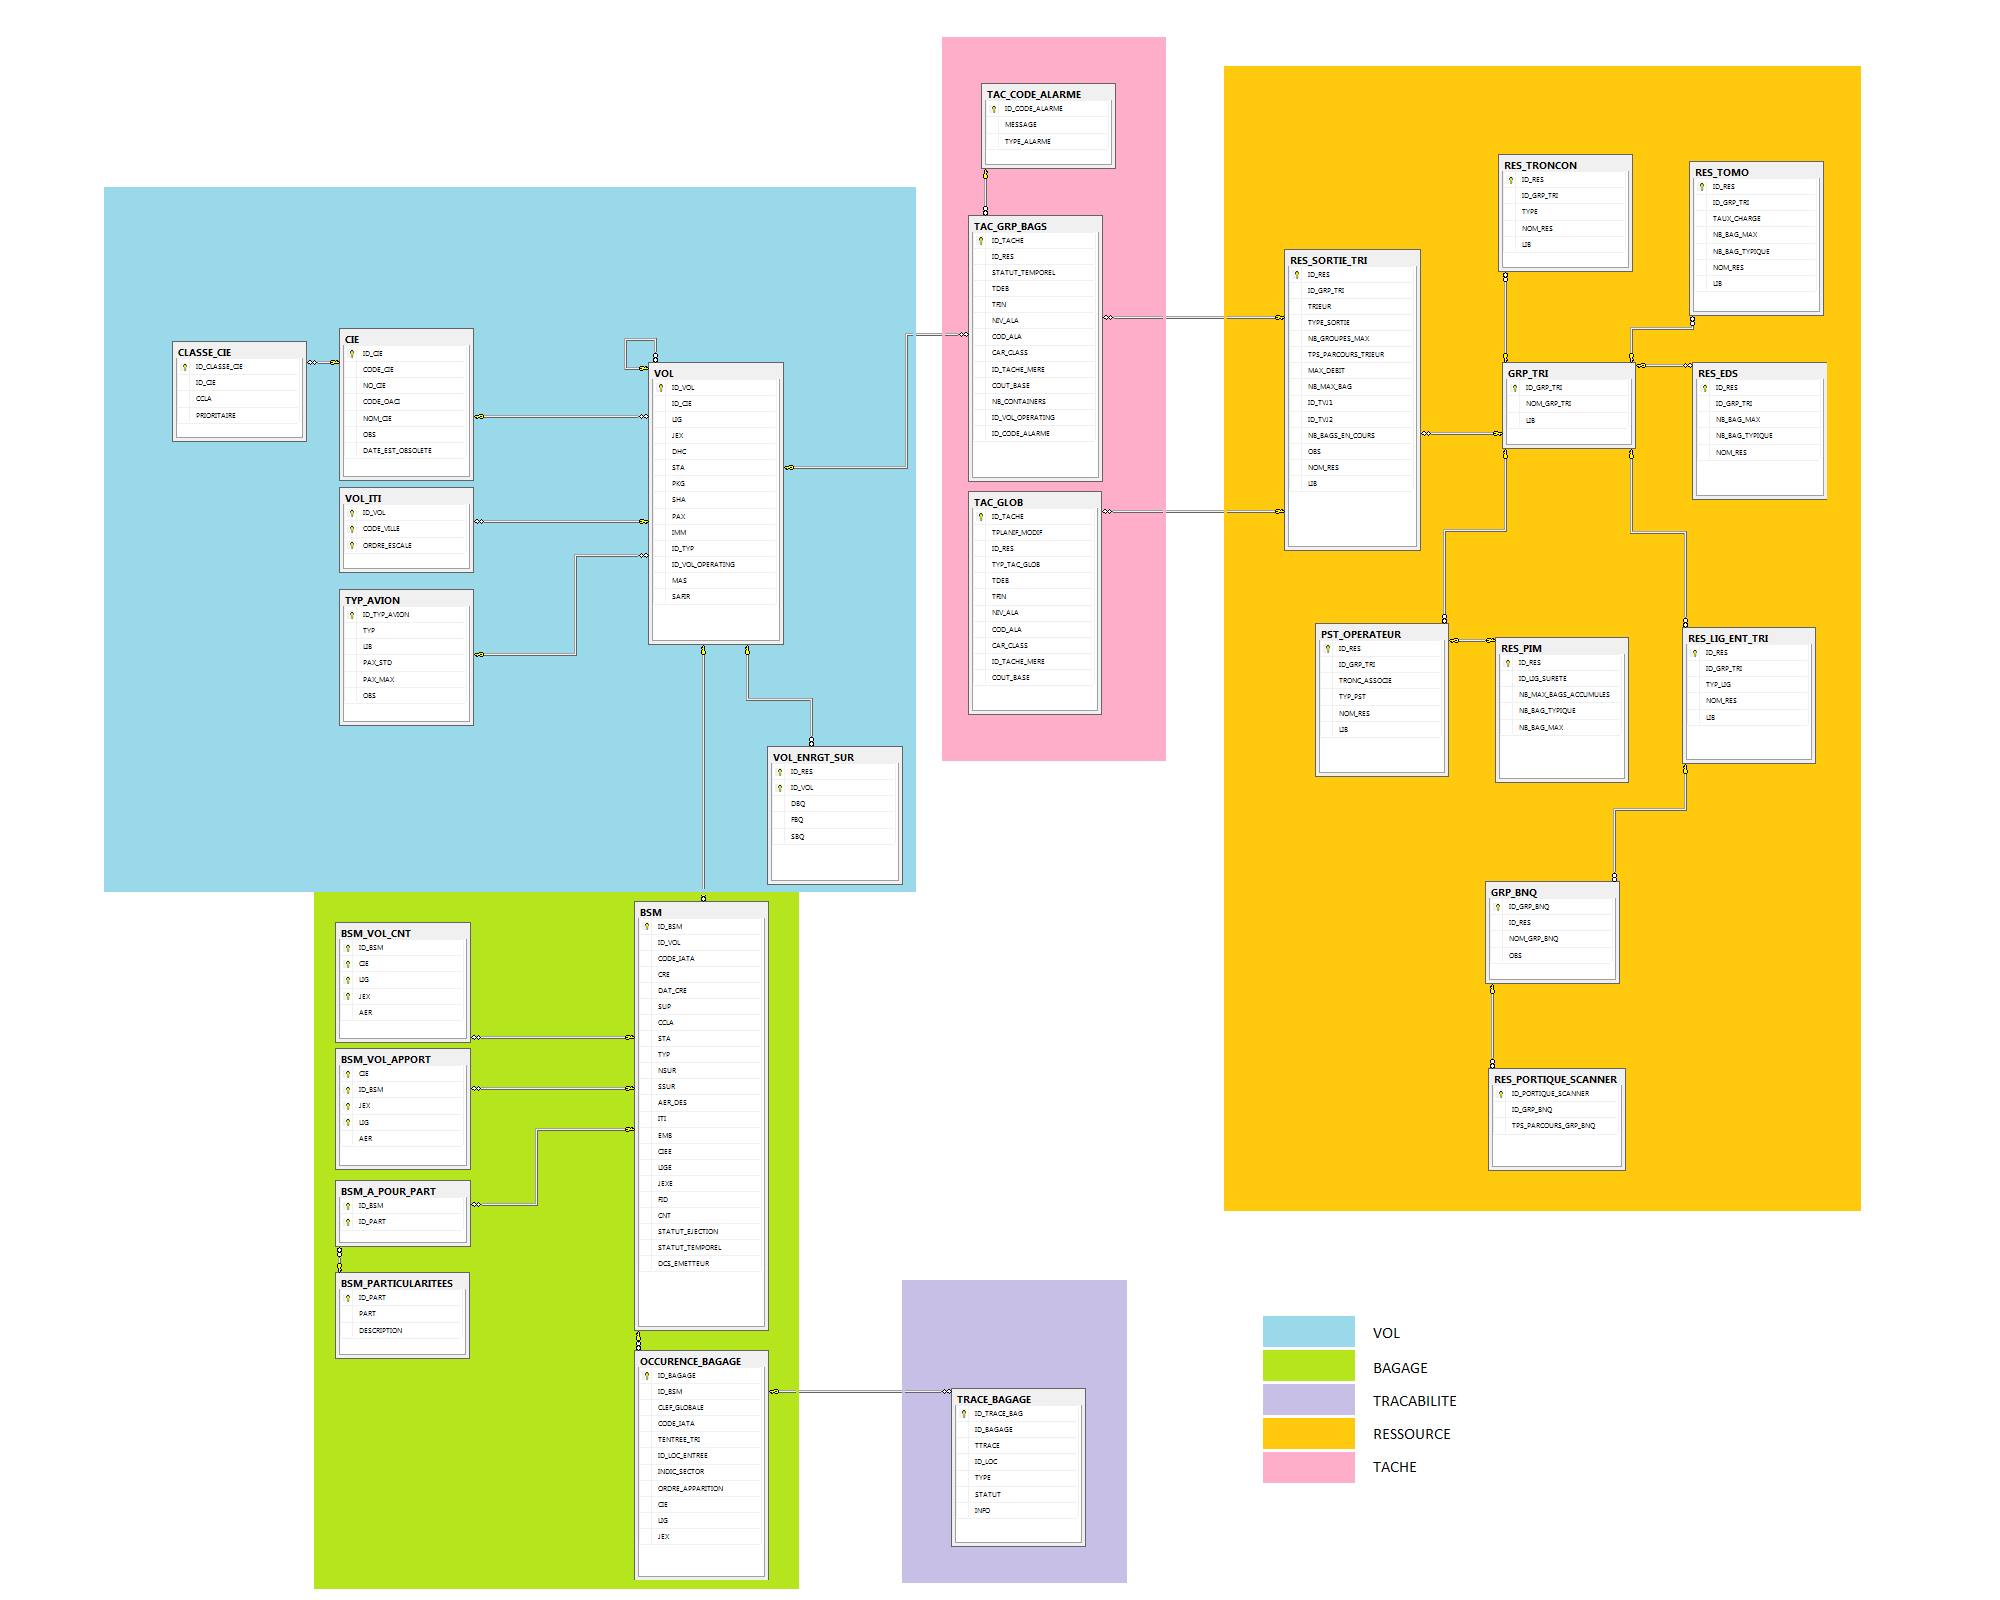 TAC_CODE_ALARME
ID_CODE_ALARME
MESSAGE
TYPE_ALARME
TAC_GRP_BAGS
ID_TACHE
ID_RES
STATUT_TEMPOREL
TDEB
TFIN
NIV_ALA
COD_ALA
CAR_CLASS
ID_TACHE_MERE
COUT_BASE
NB_CONTAINERS
ID_VOL_OPERATING
ID_CODE_ALARME
TAC_GLOB
ID_TACHE
TPLANIF_MODIF
ID_RES
TYP_TAC_GLOB
TDEB
TFIN
NIV_ALA
COD_ALA
CAR_CLASS
ID_TACHE_MERE
COUT_BASE
CLASSE_CIE
ID_CLASSE_CIE
ID_CIE
CCLA
PRIORITAIRE
CIE
ID_CIE
CODE_CIE
NO_CIE
CODE_OACI
NOM_CIE
OBS
DATE_EST_OBSOLETE
VOL_ITI
ID_VOL
CODE_VILLE
ORDRE_ESCALE
TYP_AVION
ID_TYP_AVION
TYP
LIB
PAX_STD
PAX_MAX
OBS
VOL
ID_VOL
ID_CIE
LIG
JEX
DHC
STA
PKG
SHA
PAX
IMM
ID_TYP
ID_VOL_OPERATING
MAS
SAFIR
VOL_ENRGT_SUR
ID_RES
ID_VOL
DBQ
FBQ
SBQ
RES_SORTIE_TRI
ID_RES
ID_GRP_TRI
TRIEUR
TYPE_SORTIE
NB_GROUPES_MAX
TPS_PARCOURS_TRIEUR
MAX_DEBIT
NB_MAX_BAG
ID_TVJ1
ID_TVJ2
NB_BAGS_EN_COURS
OBS
NOM_RES
LIB
RES_TRONCON
ID_RES
ID_GRP_TRI
TYPE
NOM_RES
LIB
RES_TOMO
ID_RES
ID_GRP_TRI
TAUX_CHARGE
NB_BAG_MAX
NB_BAG_TYPIQUE
NOM_RES
LIB
GRP_TRI
ID_GRP_TRI
NOM_GRP_TRI
LIB
RES_EDS
ID_RES
ID_GRP_TRI
NB_BAG_MAX
NB_BAG_TYPIQUE
NOM_RES
PST_OPERATEUR
ID_RES
ID_GRP_TRI
TRONC_ASSOCIE
TYP_PST
NOM_RES
LIB
RES_PIM
ID_RES
ID_LIG_SURETE
NB_MAX_BAGS_ACCUMULES
NB_BAG_TYPIQUE
NB_BAG_MAX
RES_LIG_ENT_TRI
ID_RES
ID_GRP_TRI
TYP_LIG
NOM_RES
LIB
GRP_BNQ
ID_GRP_BNQ
ID_RES
NOM_GRP_BNQ
OBS
RES_PORTIQUE_SCANNER
ID_PORTIQUE_SCANNER
ID_GRP_BNQ
TPS_PARCOURS_GRP_BNQ
BSM_VOL_CNT
ID_BSM
CIE
LIG
JEX
AER
BSM_VOL_APPORT
CIE
ID_BSM
JEX
LIG
AER
BSM_A_POUR_PART
ID_BSM
ID_PART
BSM_PARTICULARITEES
ID_PART
PART
DESCRIPTION
BSM
ID_BSM
ID_VOL
CODE_IATA
CRE
DAT_CRE
SUP
CCLA
STA
TYP
NSUR
SSUR
AER_DES
ITI
EMB
CIEE
LIGE
JEXE
FID
CNT
STATUT_EJECTION
STATUT_TEMPOREL
DCS_EMETTEUR
OCCURENCE_BAGAGE
ID_BAGAGE
ID_BSM
CLEF_GLOBALE
CODE_IATA
TENTREE_TRI
ID_LOC_ENTREE
INDIC_SECTOR
ORDRE_APPARITION
CIE
LIG
JEX
TRACE_BAGAGE
ID_TRACE_BAG
ID_BAGAGE
TTRACE
ID_LOC
TYPE
STATUT
INFO
VOL
BAGAGE
TRACABILITE
RESSOURCE
TACHE